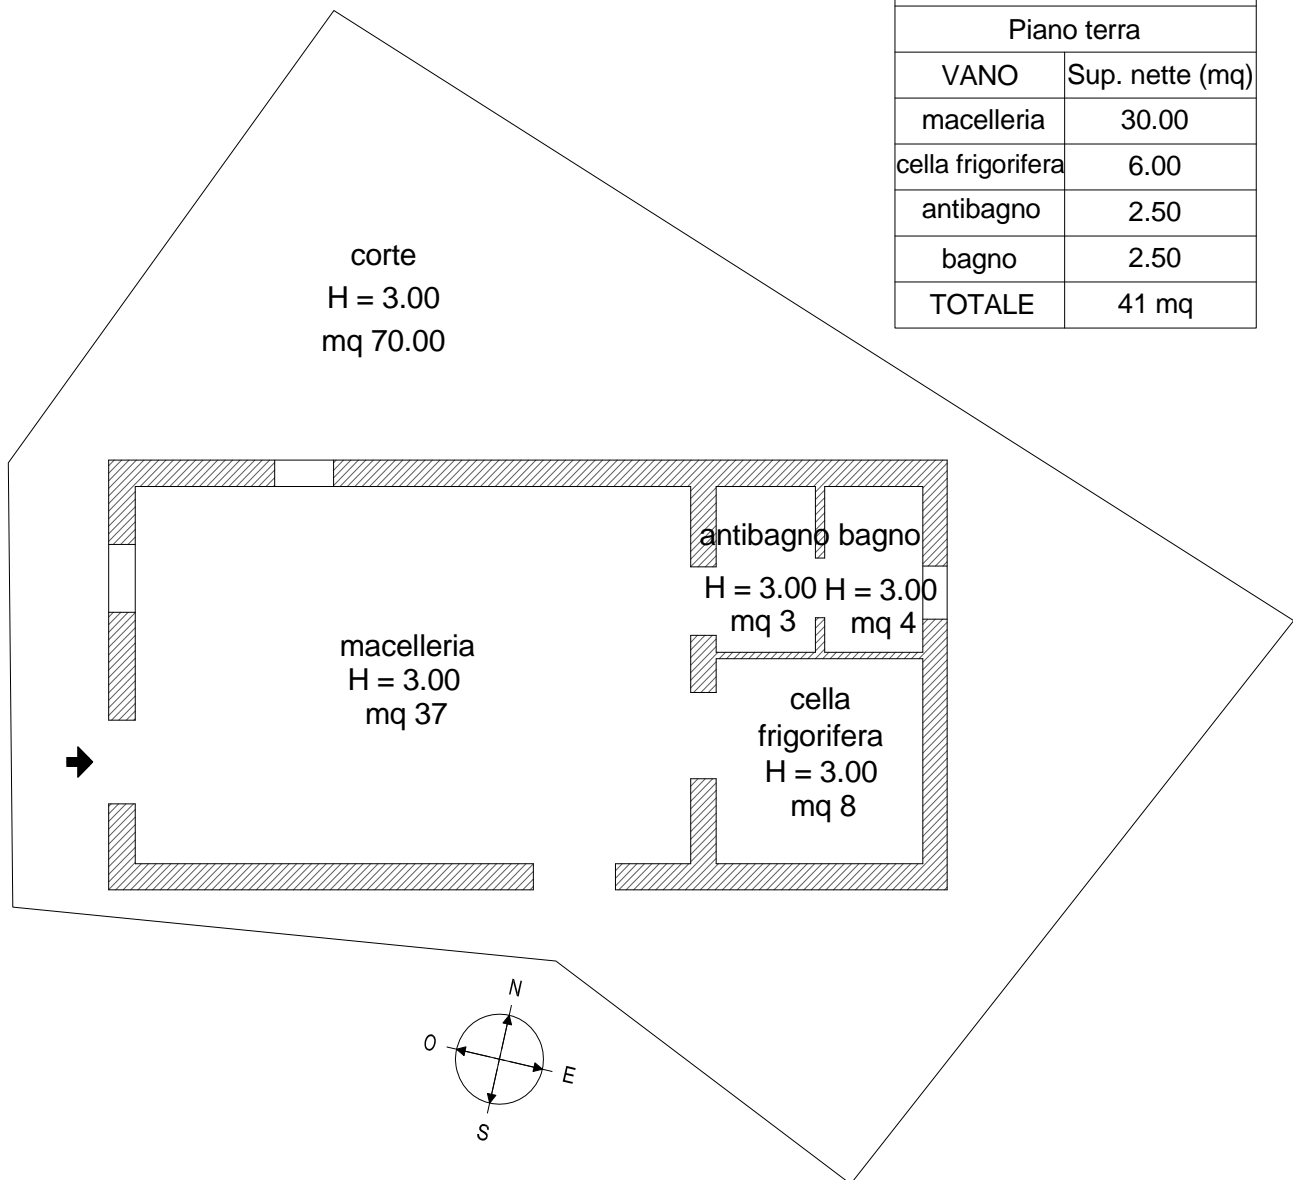 Piano terra
VANO Sup. nette (mq)
macelleria 30.00
cella frigorifera 6.00
antibagno 2.50
bagno 2.50
TOTALE 41 mq
corte
H = 3.00
mq 70.00
antibagno bagno
H = 3.00 H = 3.00
mq 3 mq 4
macelleria
H = 3.00
mq 37
cella
frigorifera
H = 3.00
mq 8
N
O
E
S